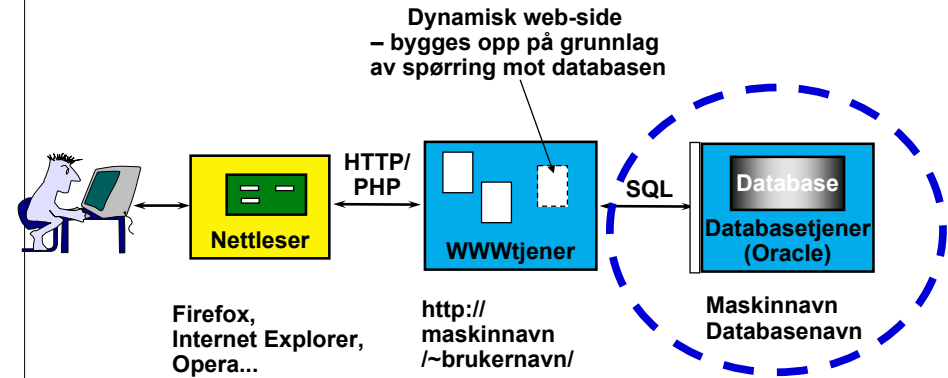 Dynamisk web-side
– bygges opp på grunnlag
av spørring mot databasen
HTTP/
PHP
SQL
Database
Nettleser
WWWtjener
Databasetjener
(Oracle)
Firefox,
Internet Explorer,
Opera...
http://
maskinnavn
/~brukernavn/
Maskinnavn
Databasenavn